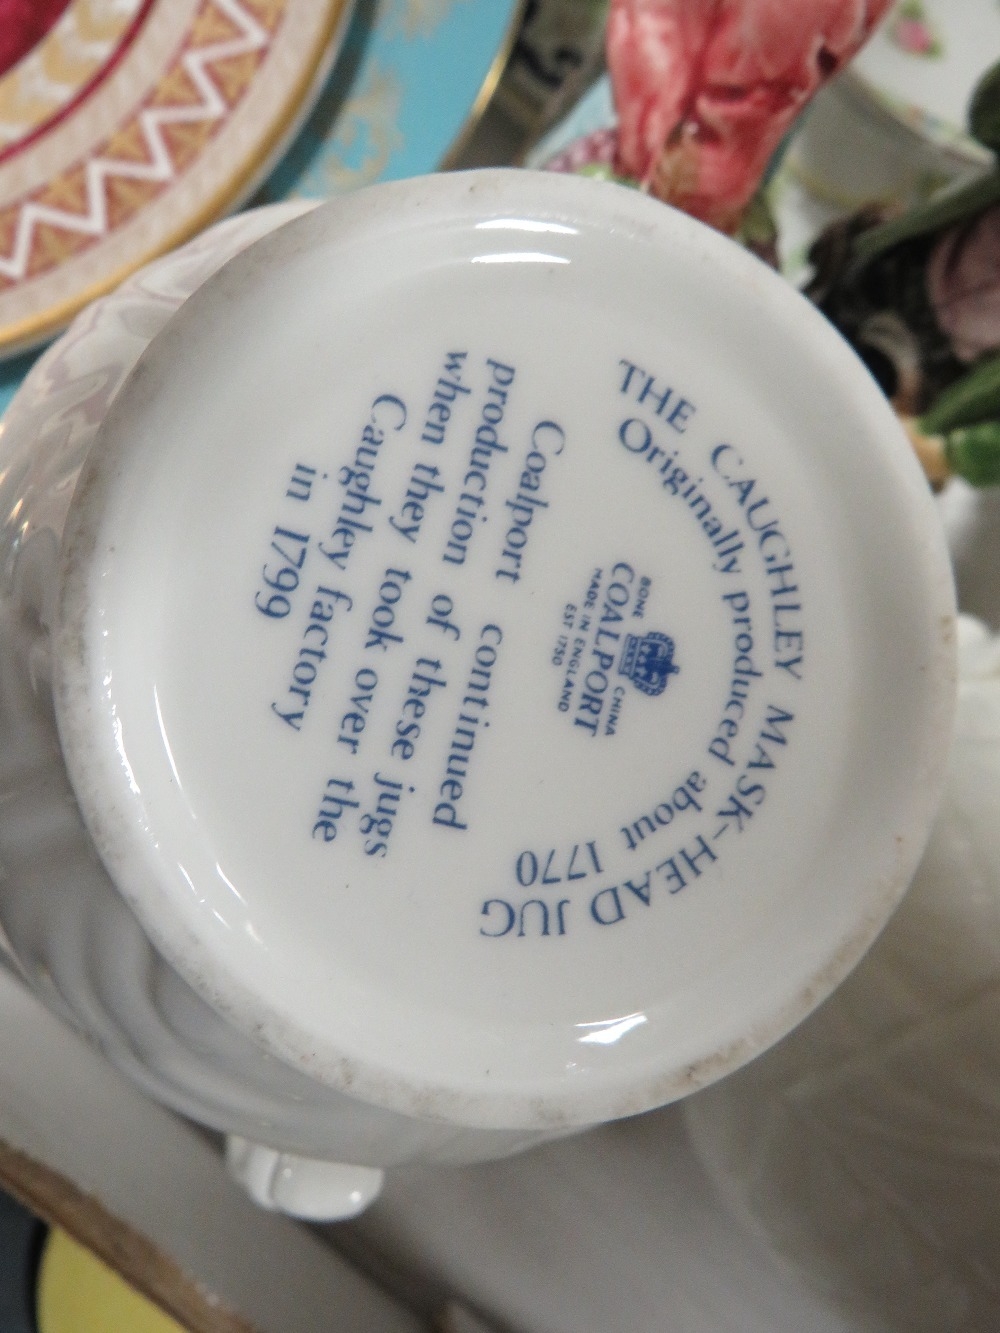 THE CAUGHLEY MASK-HEAD JUG
Originally produced about 1770
BONE CHINA
COALPORT
MADE IN ENGLAND
EST 1750
Coalport continued
production of these jugs
when they took over the
Caughley factory
in 1799